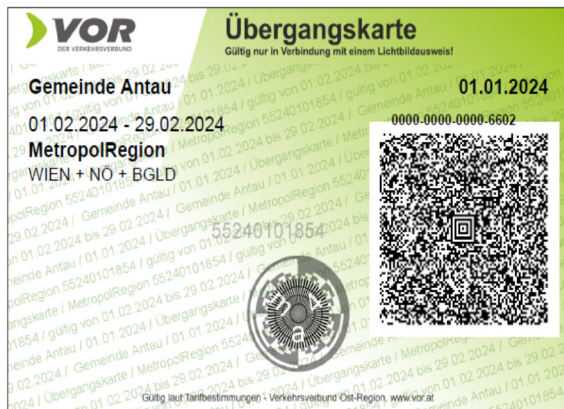 VOR
DER VERKEHRSVERBUND
Übergangskarte
Gültig nur in Verbindung mit einem Lichtbildausweis!
Gemeinde Antau
01.01.2024
01.02.2024 - 29.02.2024
0000-0000-0000-6602
MetropolRegion
WIEN + NÖ + BGLD
55240101854
Gültig laut Tarifbestimmungen - Verkehrsverbund Ost-Region, www.vor.at